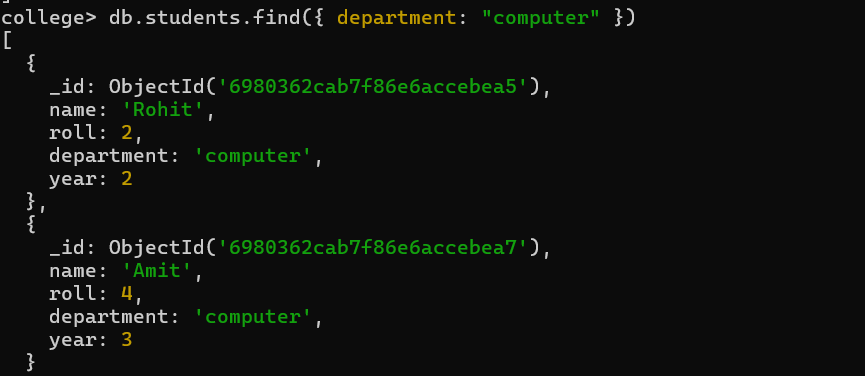 college> db.students.find({ department: "computer" })
[
  {
    _id: ObjectId('6980362cab7f86e6accebea5'),
    name: 'Rohit',
    roll: 2,
    department: 'computer',
    year: 2
  },
  {
    _id: ObjectId('6980362cab7f86e6accebea7'),
    name: 'Amit',
    roll: 4,
    department: 'computer',
    year: 3
  }